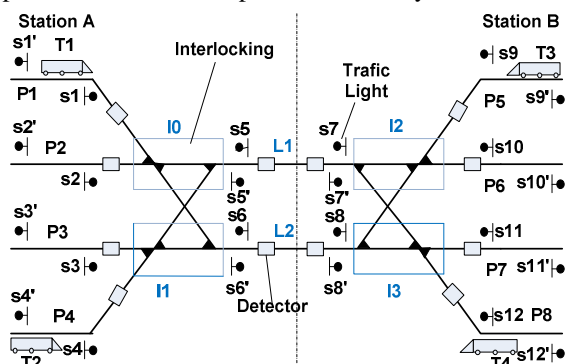 Station A
Station B
s1'
T1
Interlocking
s9
T3
P1
s1
Trafic
Light
P5
s9'
s2'
P2
I0
s5
L1
s7
I2
s10
s2
s5'
s7'
P6
s10'
s3'
P3
s6
L2
s8
s11
s3
I1
s6'
Detector
s8'
I3
P7
s11'
s4'
P4
s12
P8
T2
s4
T4
s12'